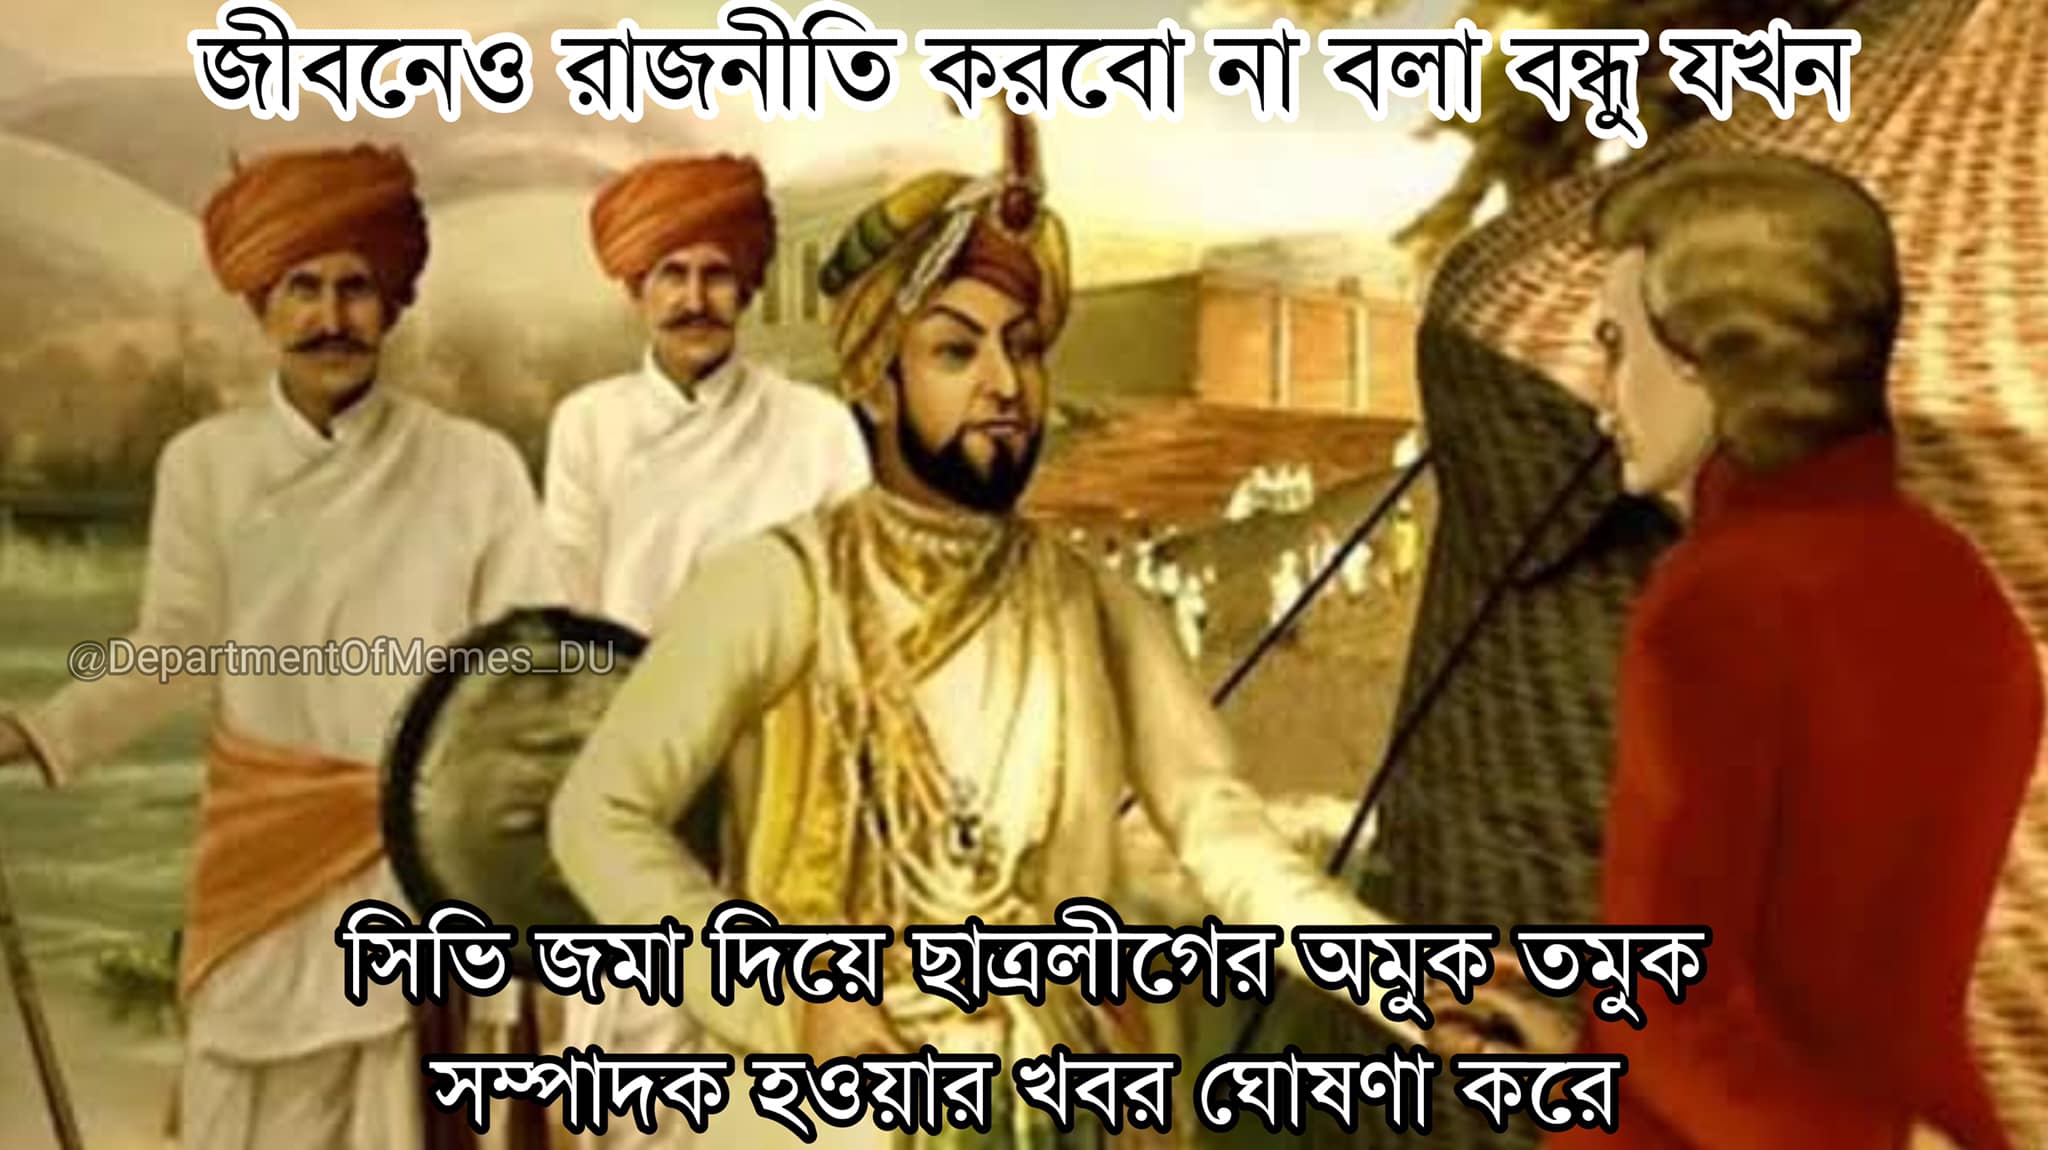 জীবনেও রাজনীতি করবো না বলা বন্ধু যখন
@DepartmentOfMemes_DU
সিভি জমা দিয়ে ছাত্রলীগের অমুক তমুক
সম্পাদক হওয়ার খবর ঘোষণা করে